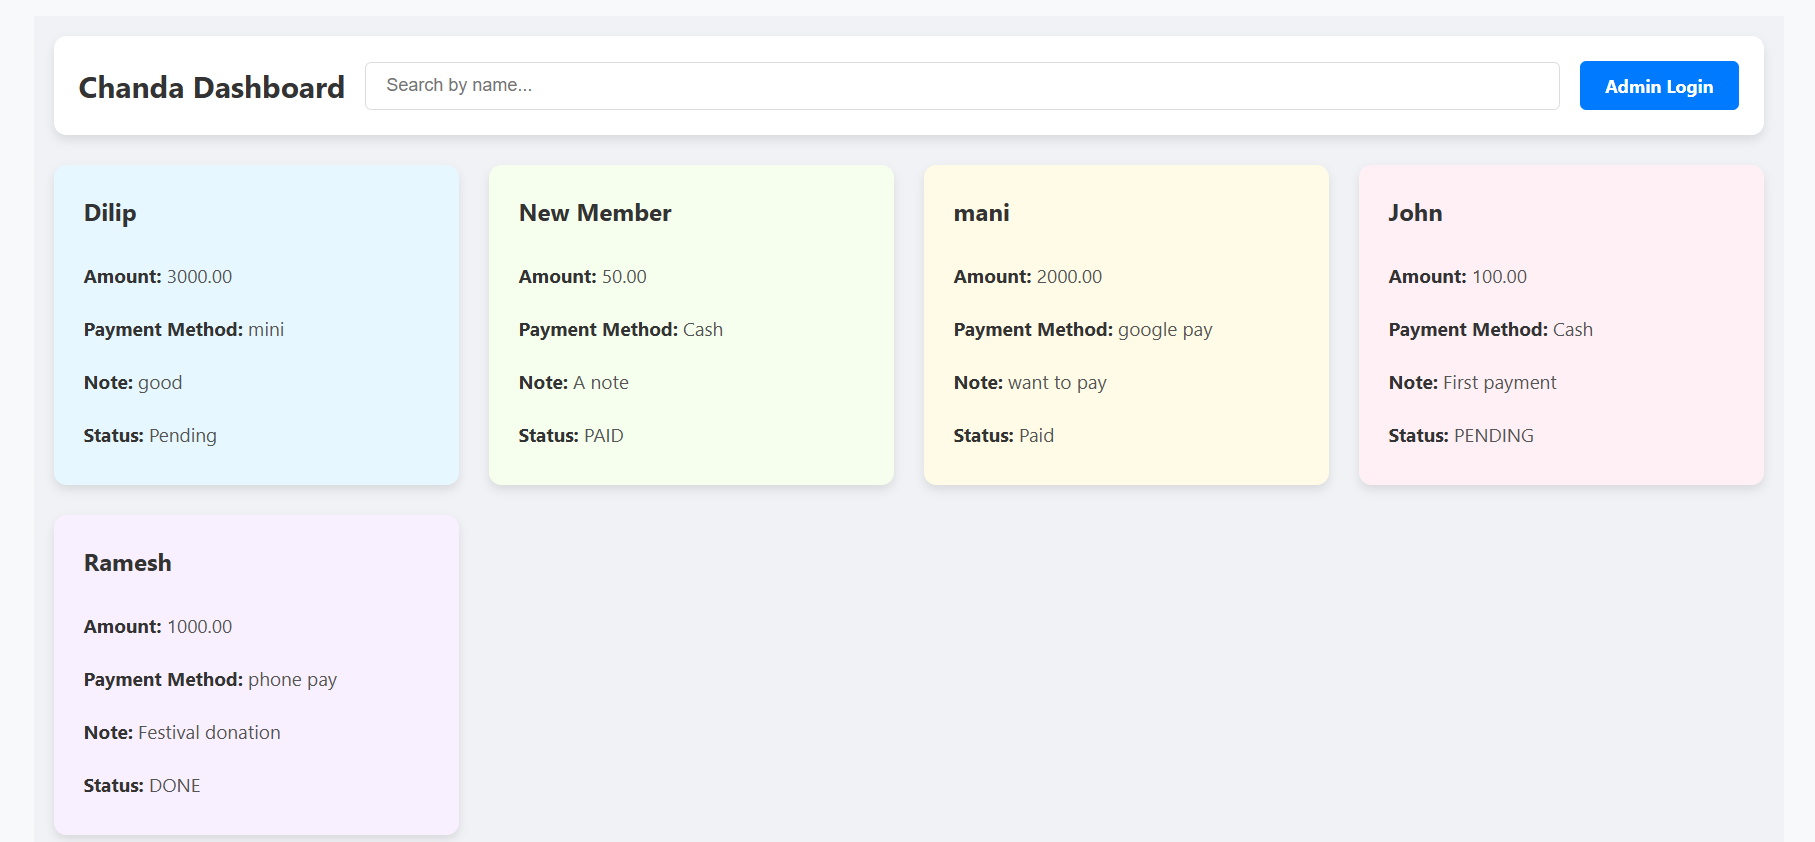 Chanda Dashboard
Search by name...
Admin Login
Dilip
Amount: 3000.00
Payment Method: mini
Note: good
Status: Pending
New Member
Amount: 50.00
Payment Method: Cash
Note: A note
Status: PAID
mani
Amount: 2000.00
Payment Method: google pay
Note: want to pay
Status: Paid
John
Amount: 100.00
Payment Method: Cash
Note: First payment
Status: PENDING
Ramesh
Amount: 1000.00
Payment Method: phone pay
Note: Festival donation
Status: DONE